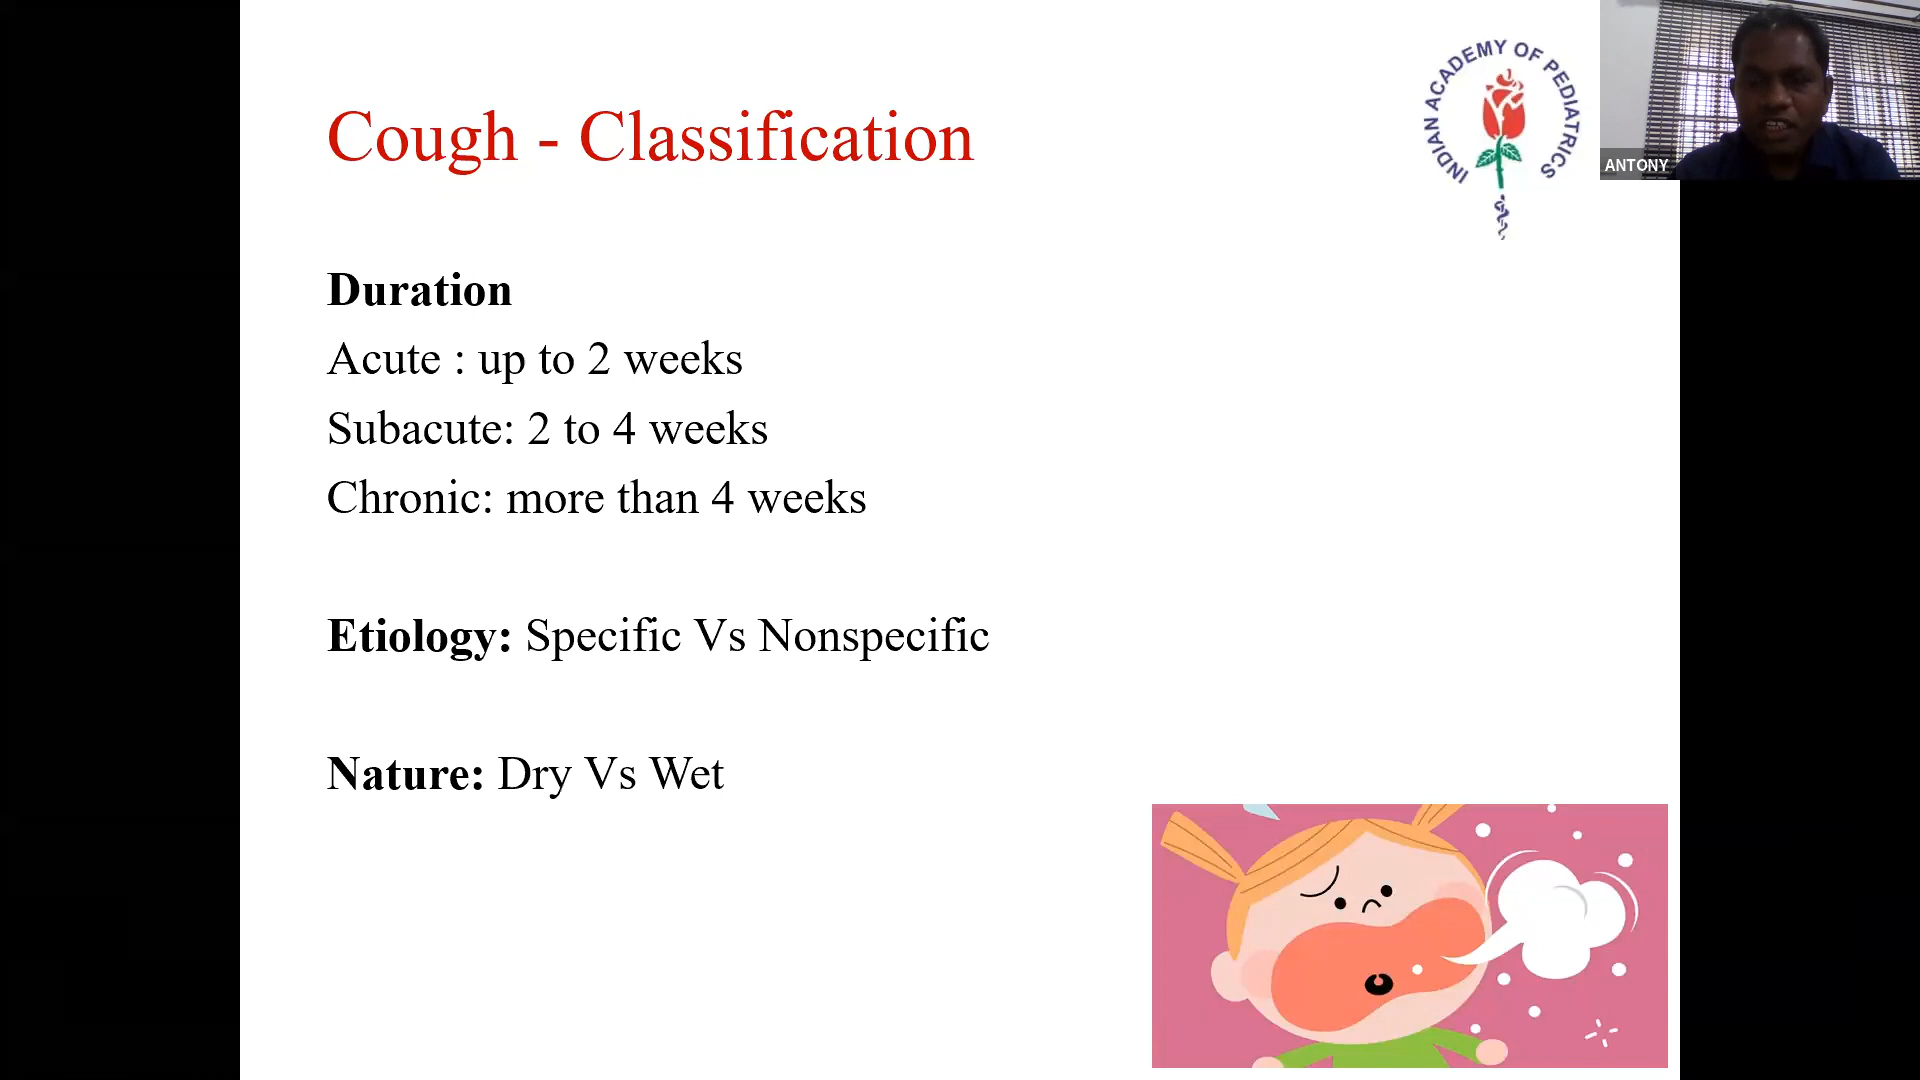 Cough - Classification
INDIAN ACADEMY OF PEDIATRICS
ANTONY
Duration
Acute : up to 2 weeks
Subacute: 2 to 4 weeks
Chronic: more than 4 weeks
Etiology: Specific Vs Nonspecific
Nature: Dry Vs Wet